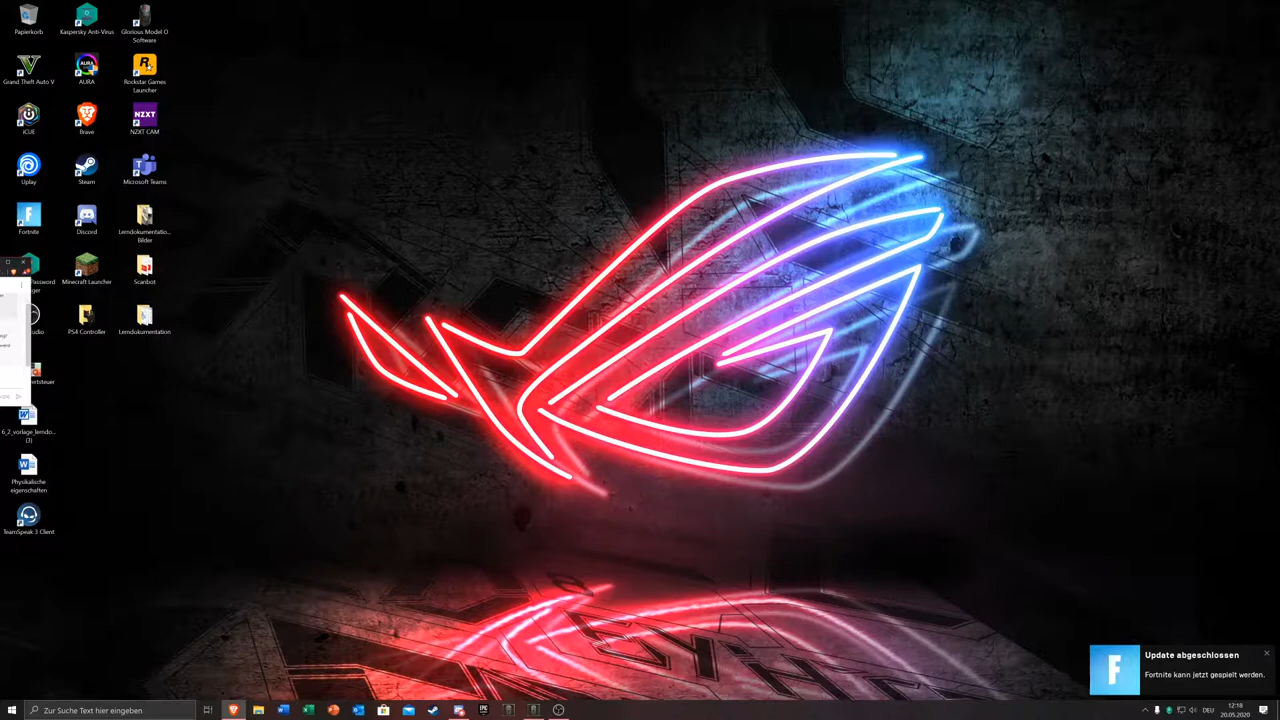 Papierkorb
Kaspersky Anti-Virus
Glorious Model O
Software
Grand Theft Auto V
AURA
Rockstar Games
Launcher
iCUE
Brave
NZXT CAM
NZXT
Uplay
Steam
Microsoft Teams
Fortnite
Discord
Lerndokumentatio...
Bilder
Minecraft Launcher
Scanbot
PS4 Controller
Lerndokumentation
6_2_vorlage_lerndo...
(3)
Physikalische
eigenschaften
TeamSpeak 3 Client
Update abgeschlossen
Fortnite kann jetzt gespielt werden.
Zur Suche Text hier eingeben
DEU
12:18
20.05.2020